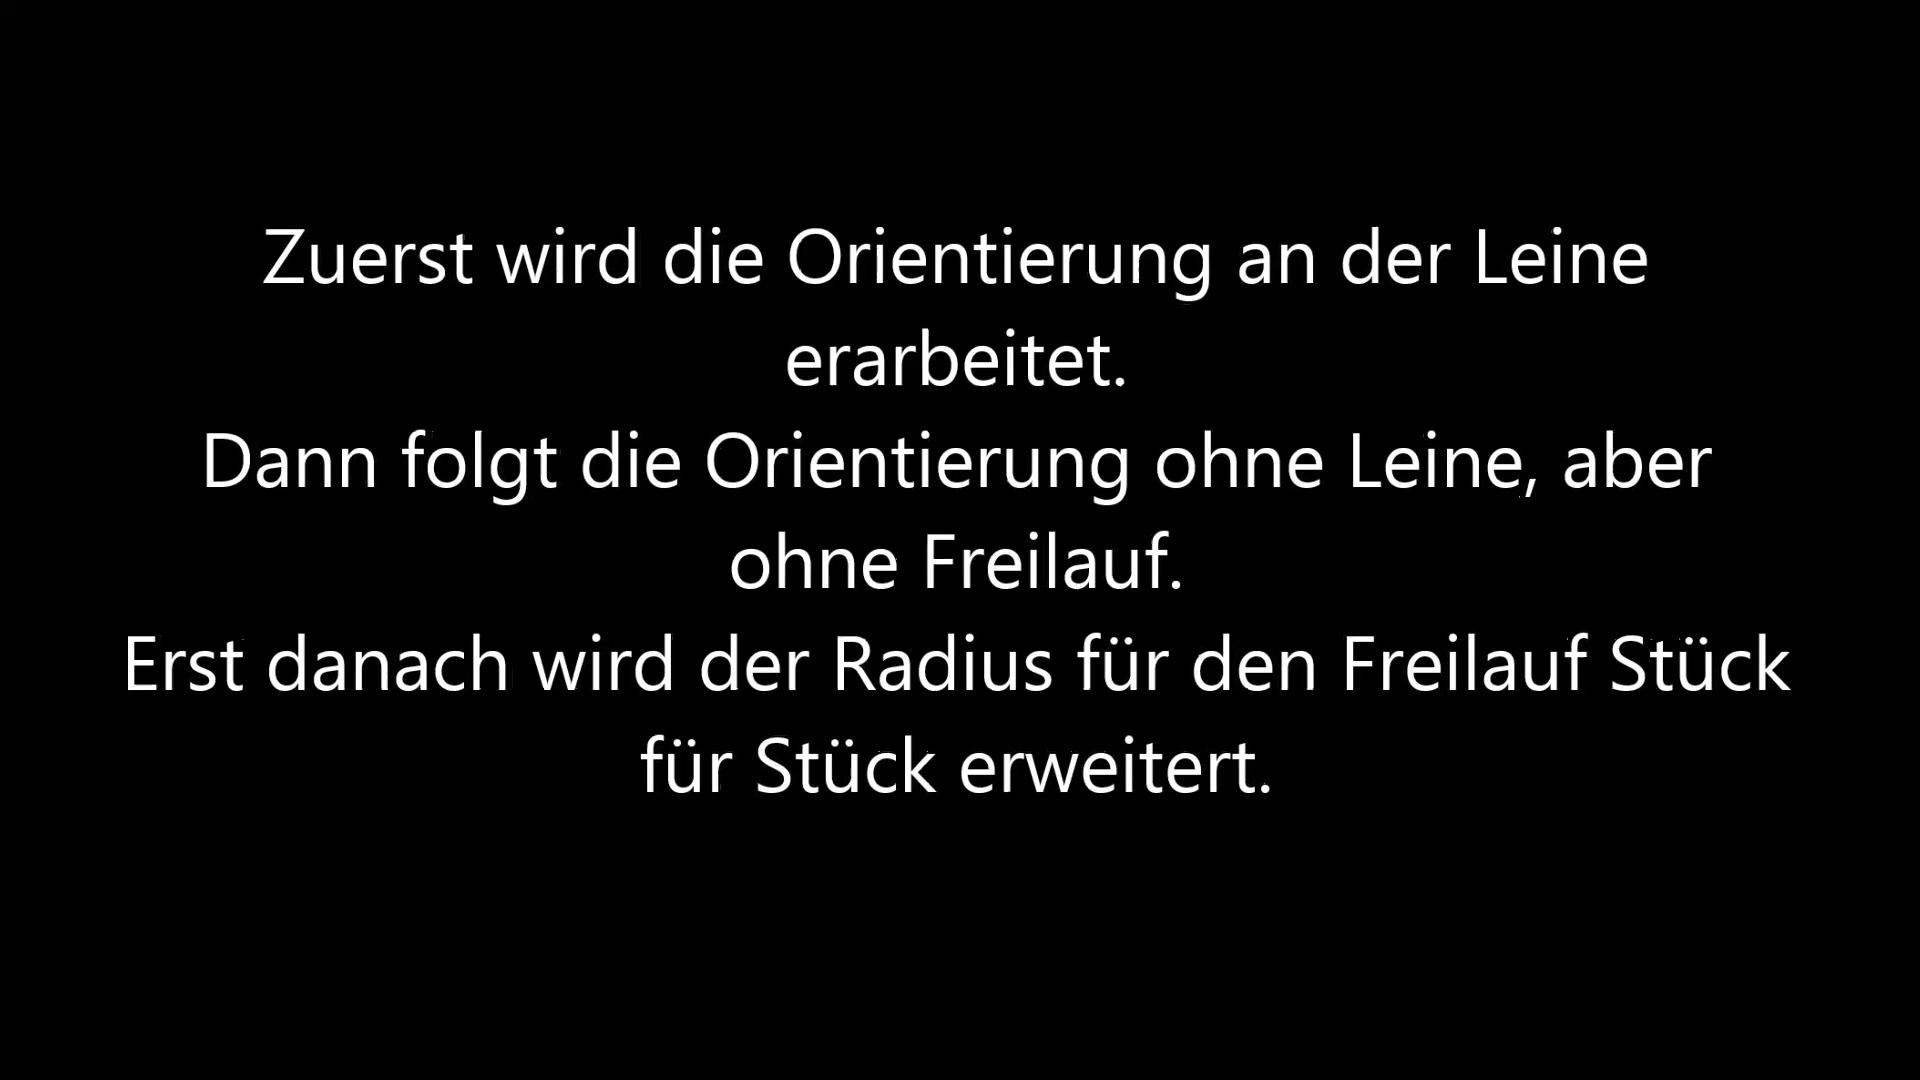 Zuerst wird die Orientierung an der Leine
erarbeitet.
Dann folgt die Orientierung ohne Leine, aber
ohne Freilauf.
Erst danach wird der Radius für den Freilauf Stück
für Stück erweitert.